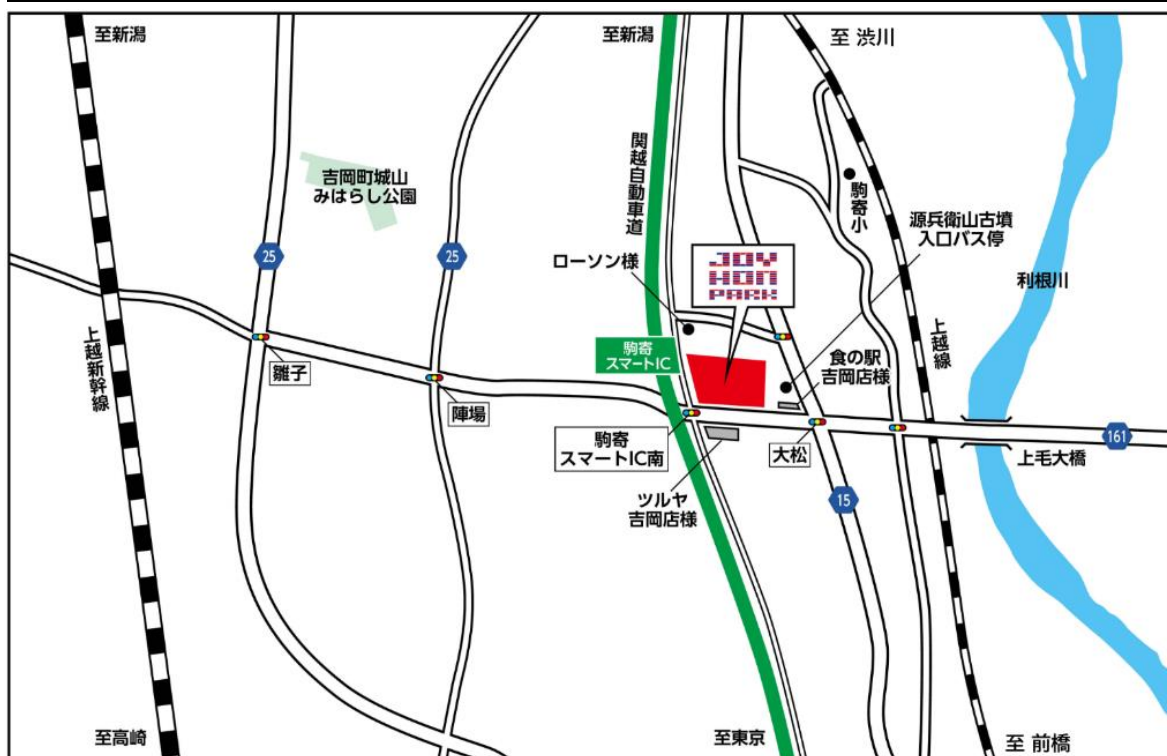 至新潟
至新潟
至 渋川
関越自動車道
吉岡町城山
みはらし公園
駒寄小
源兵衛山古墳
入口バス停
25
25
ローソン様
JOY
HON
PARK
利根川
上越新幹線
雛子
陣場
駒寄
スマートIC
食の駅
吉岡店様
上越線
駒寄
スマートIC南
大松
161
上毛大橋
ツルヤ
吉岡店様
15
至高崎
至東京
至 前橋